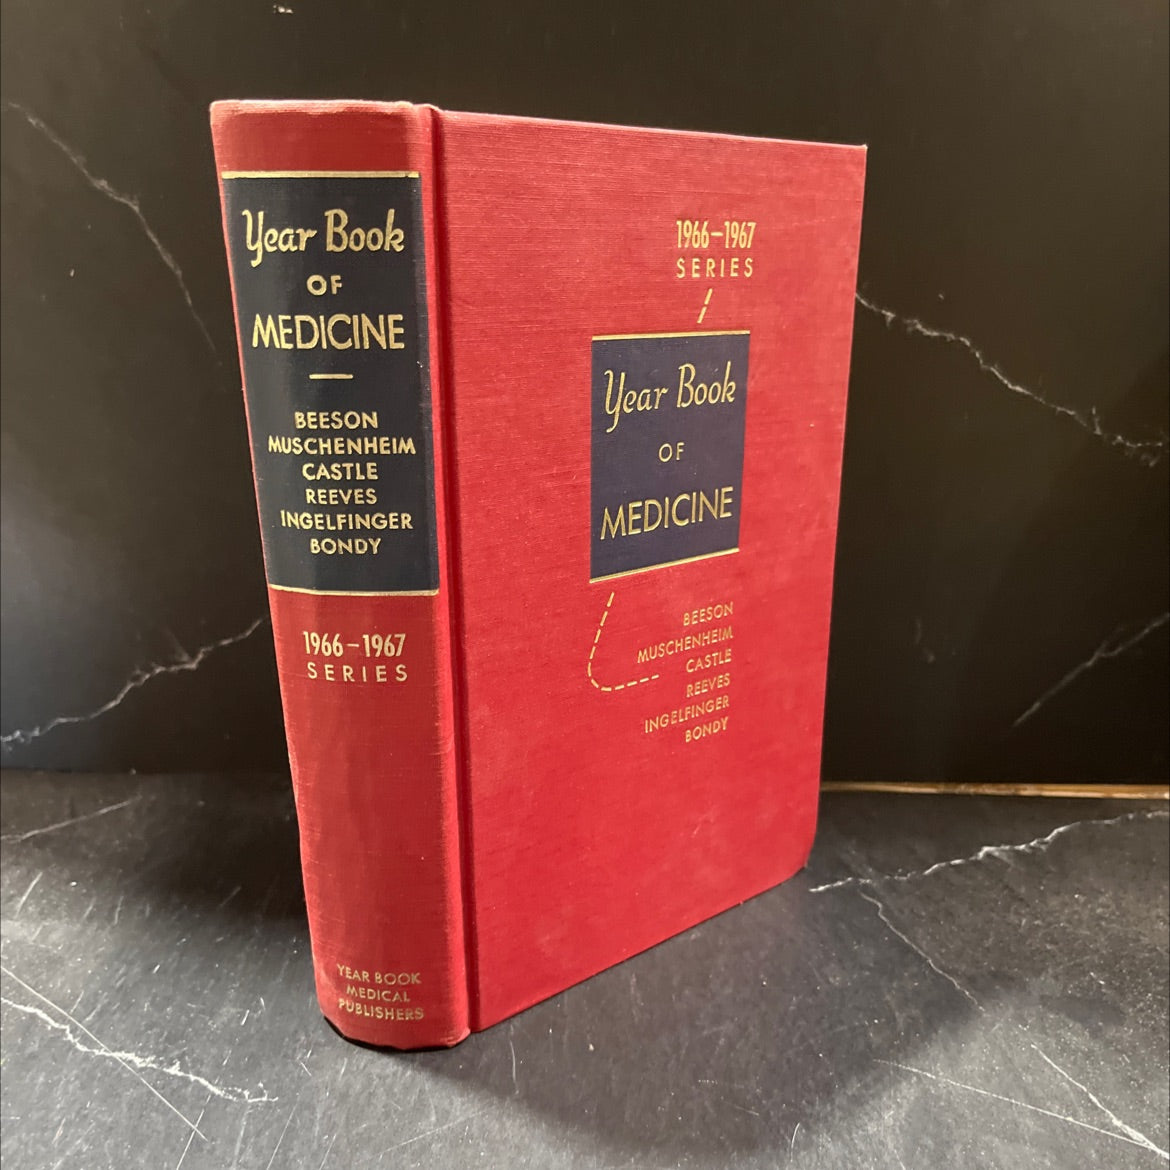 Year Book
OF
MEDICINE
BEESON
MUSCHENHEIM
CASTLE
REEVES
INGELFINGER
BONDY
1966–1967
SERIES
YEAR BOOK
MEDICAL
PUBLISHERS
1966–1967
SERIES
Year Book
OF
MEDICINE
BEESON
MUSCHENHEIM
CASTLE
REEVES
INGELFINGER
BONDY